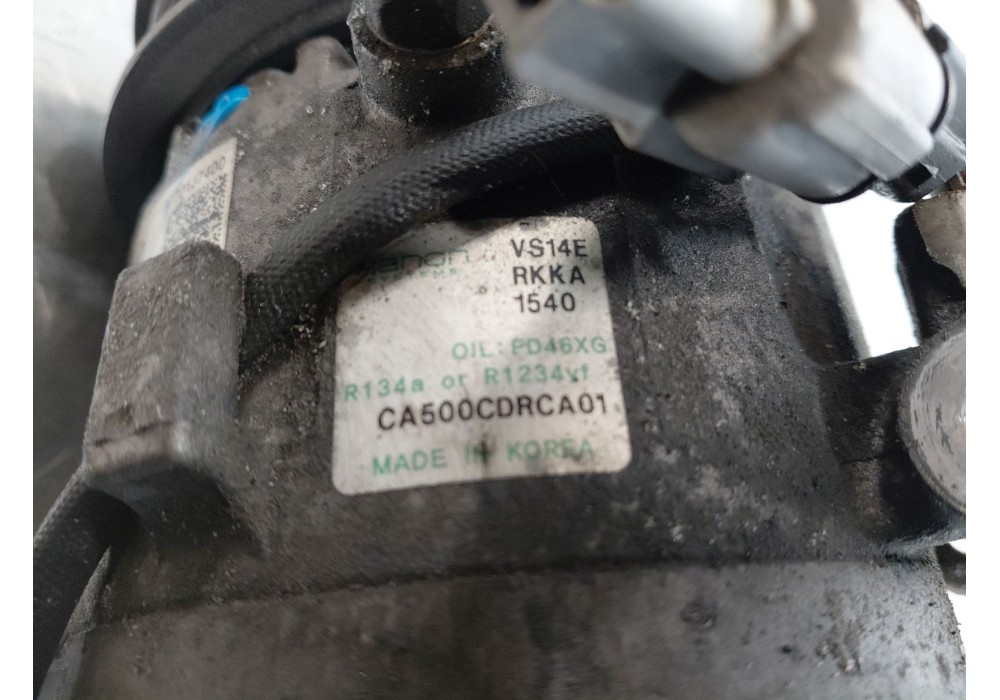 VS14E
RKKA
1540
OIL: PD46XG
R134a or R1234yf
CA500CDRCA01
MADE IN KOREA